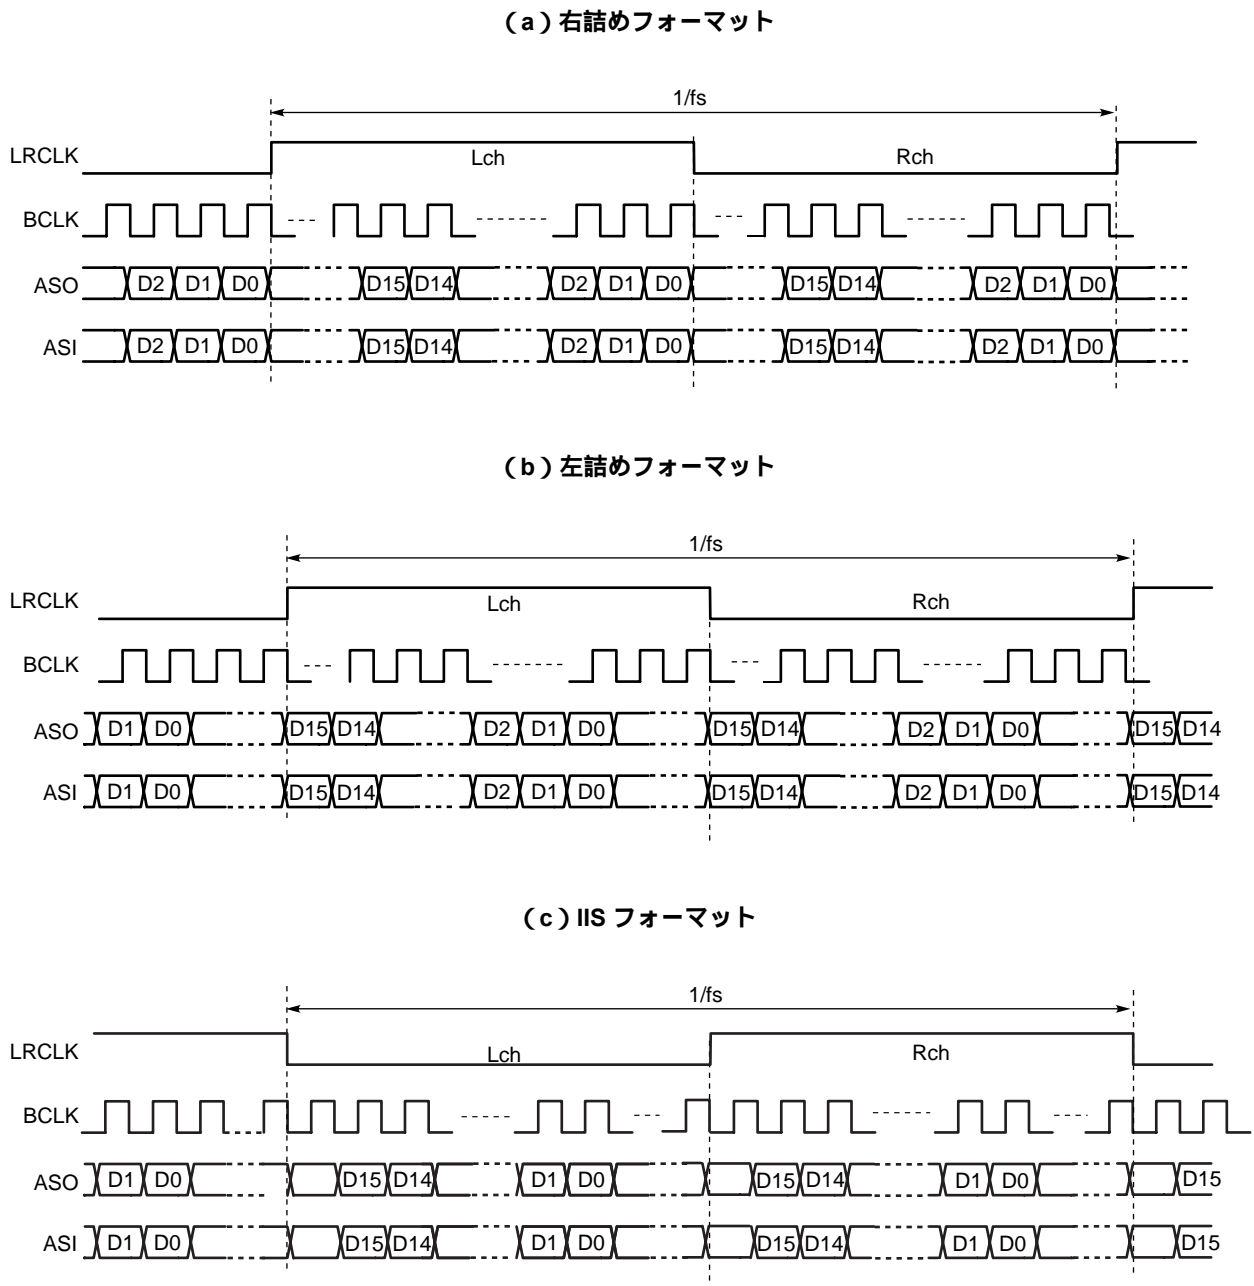 （a）右詰めフォーマット
1/fs
LRCLK Lch Rch
BCLK
ASO D2 D1 D0 D15 D14 D2 D1 D0 D15 D14 D2 D1 D0
ASI D2 D1 D0 D15 D14 D2 D1 D0 D15 D14 D2 D1 D0
（b）左詰めフォーマット
1/fs
LRCLK Lch Rch
BCLK
ASO D1 D0 D15 D14 D2 D1 D0 D15 D14 D2 D1 D0 D15 D14
ASI D1 D0 D15 D14 D2 D1 D0 D15 D14 D2 D1 D0 D15 D14
（c）IIS フォーマット
1/fs
LRCLK Lch Rch
BCLK
ASO D1 D0 D15 D14 D1 D0 D15 D14 D1 D0 D15
ASI D1 D0 D15 D14 D1 D0 D15 D14 D1 D0 D15